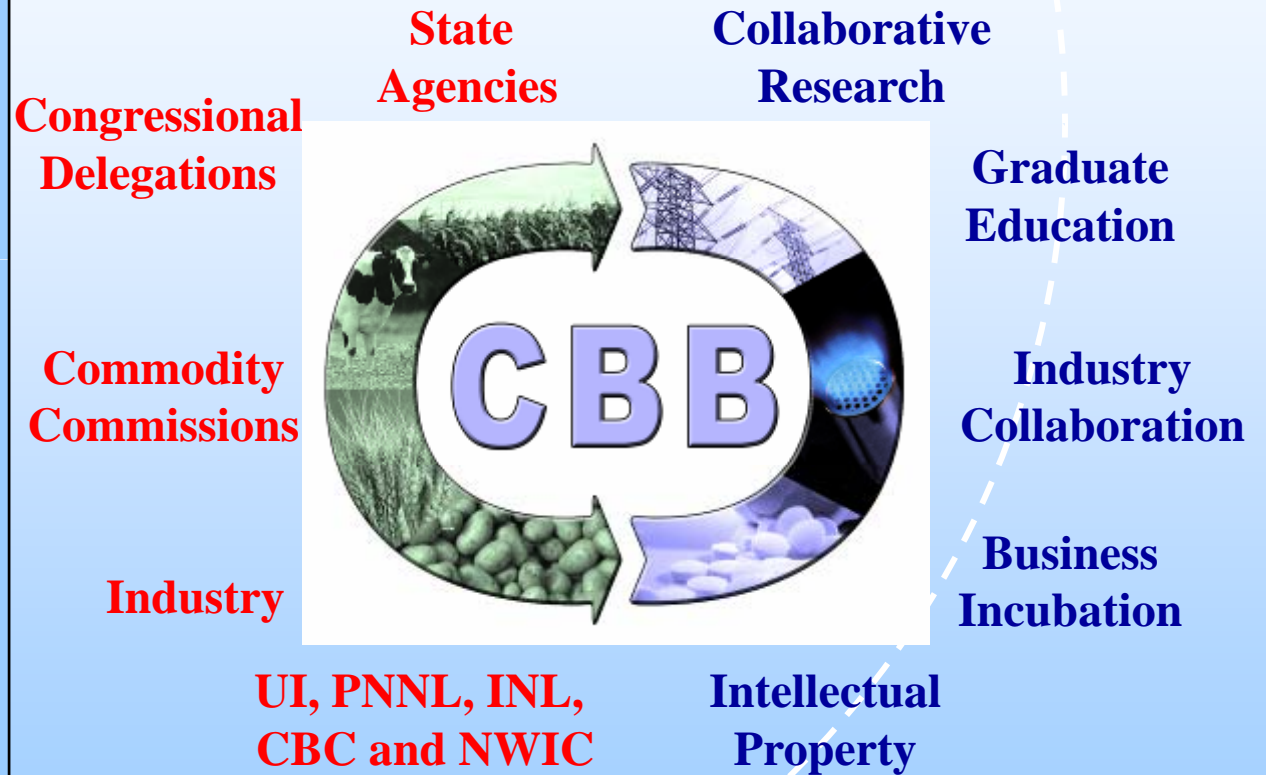 State
Agencies
Collaborative
Research
Congressional
Delegations
Graduate
Education
CBB
Commodity
Commissions
Industry
Collaboration
Industry
Business
Incubation
UI, PNNL, INL,
CBC and NWIC
Intellectual
Property